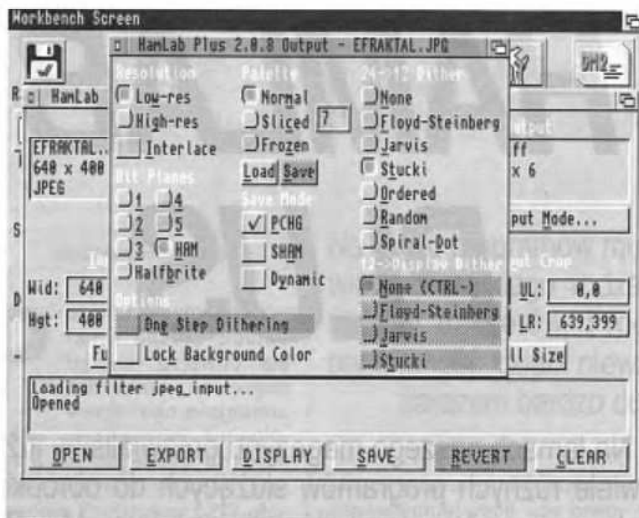 Workbench Screen
HamLab Plus 2.0.8 Output - EFRAKTAL.JPG
DH2
HamLab
Resolution
Low-res
High-res
Interlace
Bit Planes
1 4
2 5
3 HAM
Halfbrite
Options
One Step Dithering
Lock Background Color
Palette
Normal
Sliced 7
Frozen
Load Save
Save Mode
PCHG
SHAM
Dynamic
24->12 Dither
None
Floyd-Steinberg
Jarvis
Stucki
Ordered
Random
Spiral-Dot
12->Display Dither
None (CTRL-)
Floyd-Steinberg
Jarvis
Stucki
EFRAKTAL..
640 x 400
JPEG
Wid: 640
Hgt: 400
Fu
x 6
put Mode...
Crop
UL: 0,0
LR: 639,399
ll Size
Loading filter jpeg_input...
Opened
OPEN EXPORT DISPLAY SAVE REVERT CLEAR